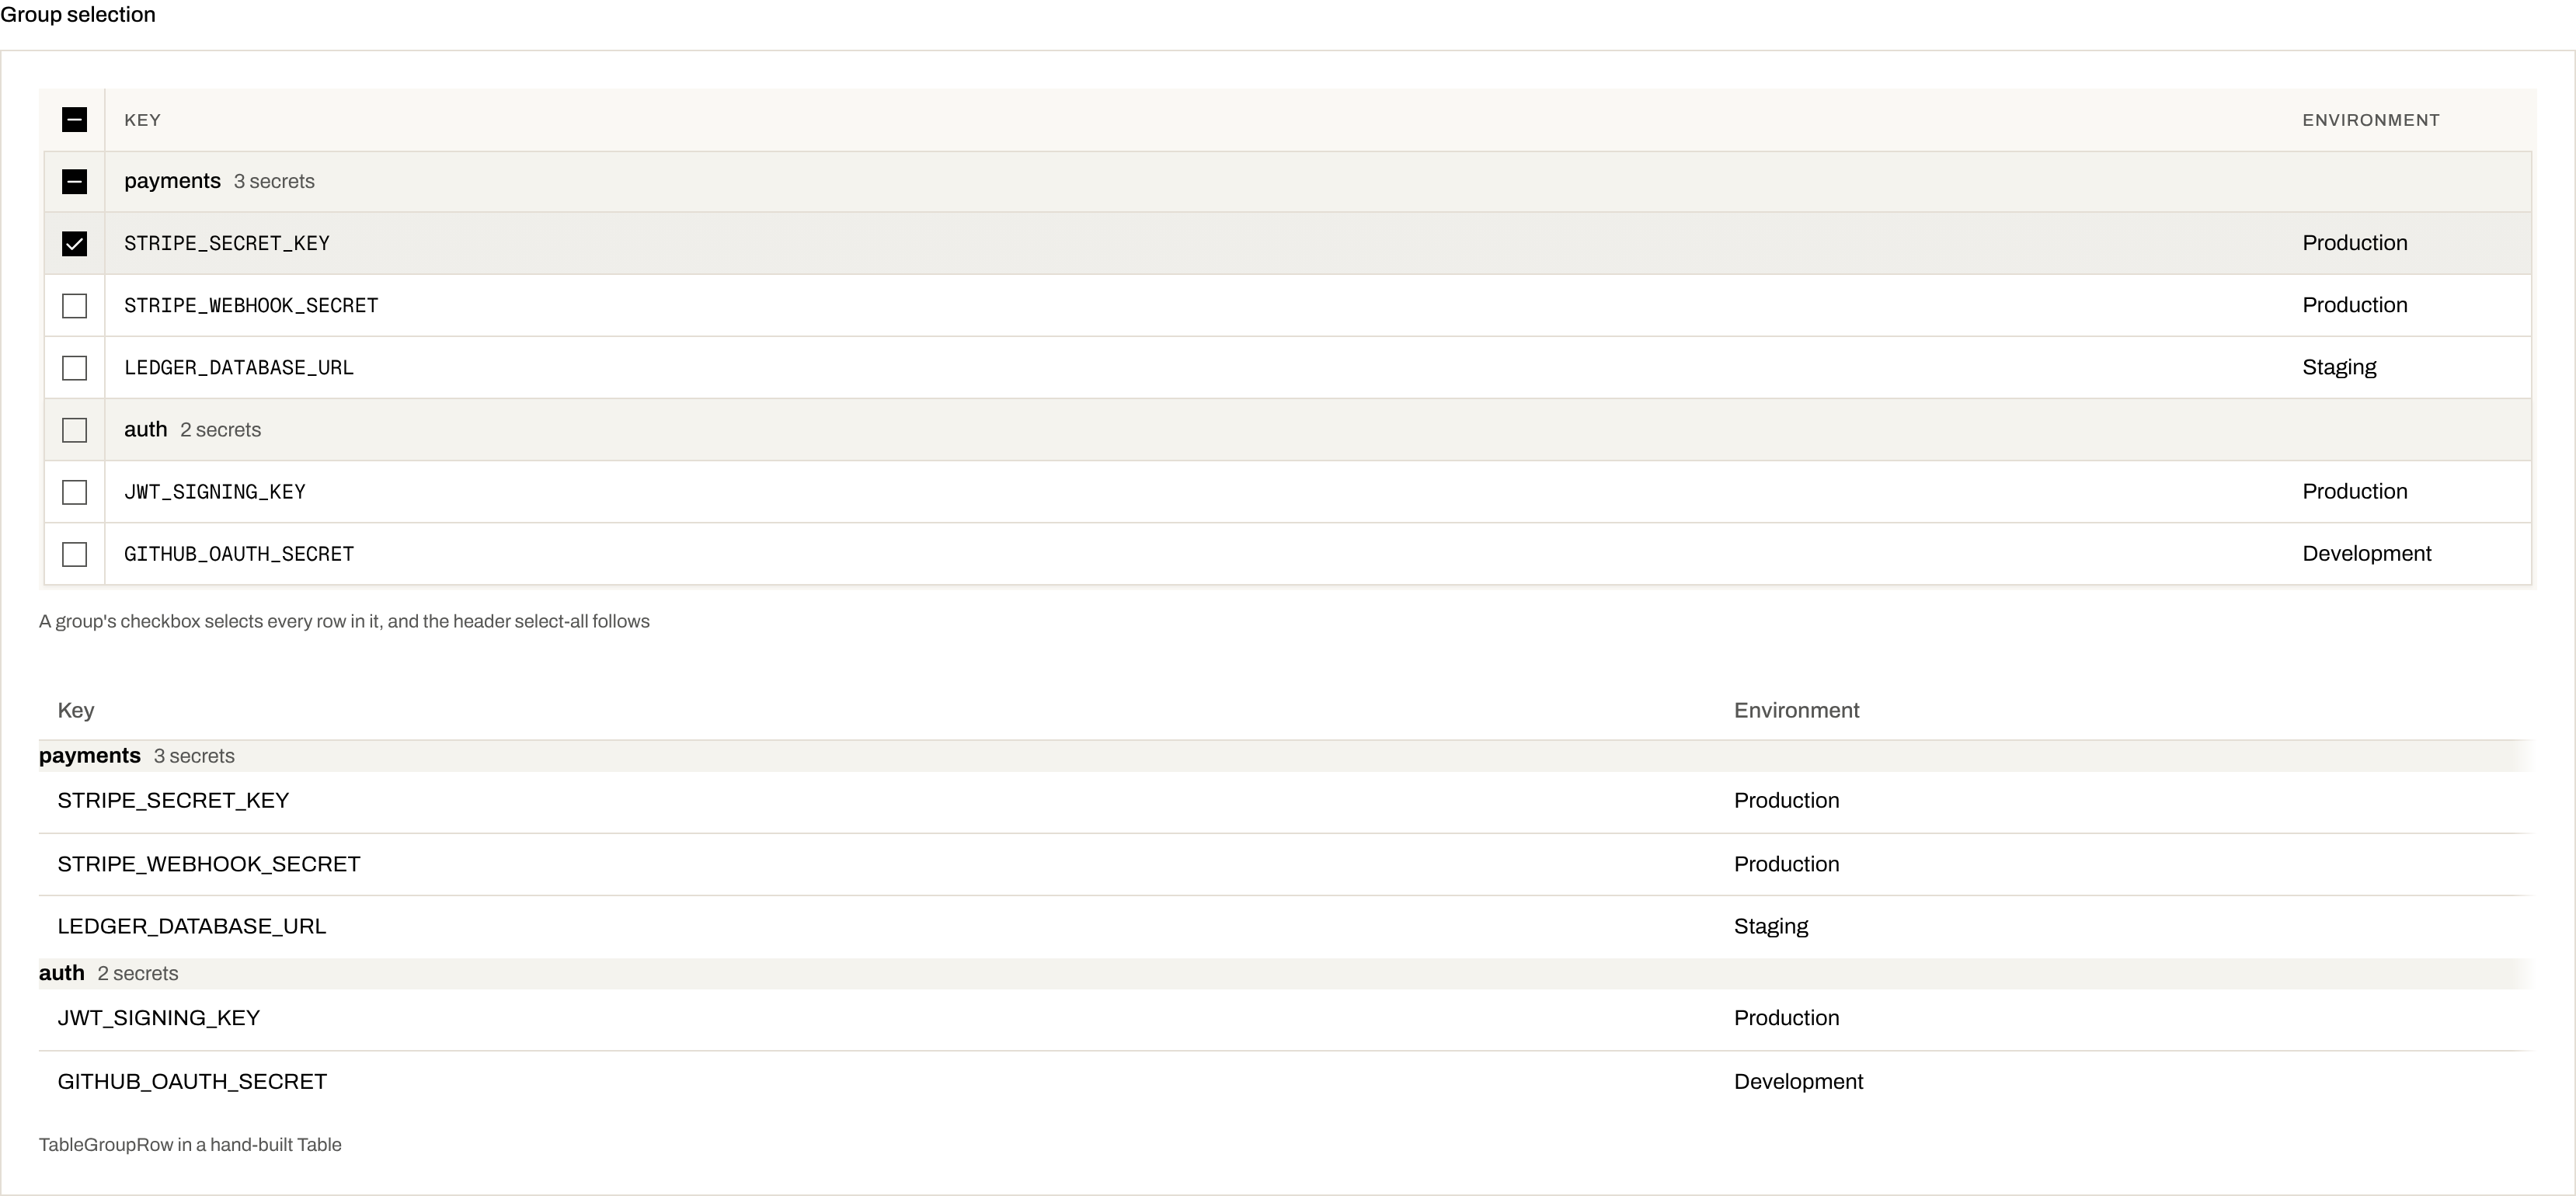 Group selection
KEY ENVIRONMENT
payments 3 secrets
STRIPE_SECRET_KEY Production
STRIPE_WEBHOOK_SECRET Production
LEDGER_DATABASE_URL Staging
auth 2 secrets
JWT_SIGNING_KEY Production
GITHUB_OAUTH_SECRET Development
A group's checkbox selects every row in it, and the header select-all follows
Key Environment
payments 3 secrets
STRIPE_SECRET_KEY Production
STRIPE_WEBHOOK_SECRET Production
LEDGER_DATABASE_URL Staging
auth 2 secrets
JWT_SIGNING_KEY Production
GITHUB_OAUTH_SECRET Development
TableGroupRow in a hand-built Table